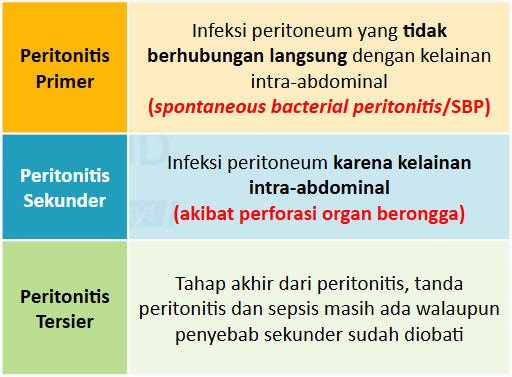 Peritonitis
Primer
Infeksi peritoneum yang tidak
berhubungan langsung dengan kelainan
intra-abdominal
(spontaneous bacterial peritonitis/SBP)
Peritonitis
Sekunder
Infeksi peritoneum karena kelainan
intra-abdominal
(akibat perforasi organ berongga)
Peritonitis
Tersier
Tahap akhir dari peritonitis, tanda
peritonitis dan sepsis masih ada walaupun
penyebab sekunder sudah diobati